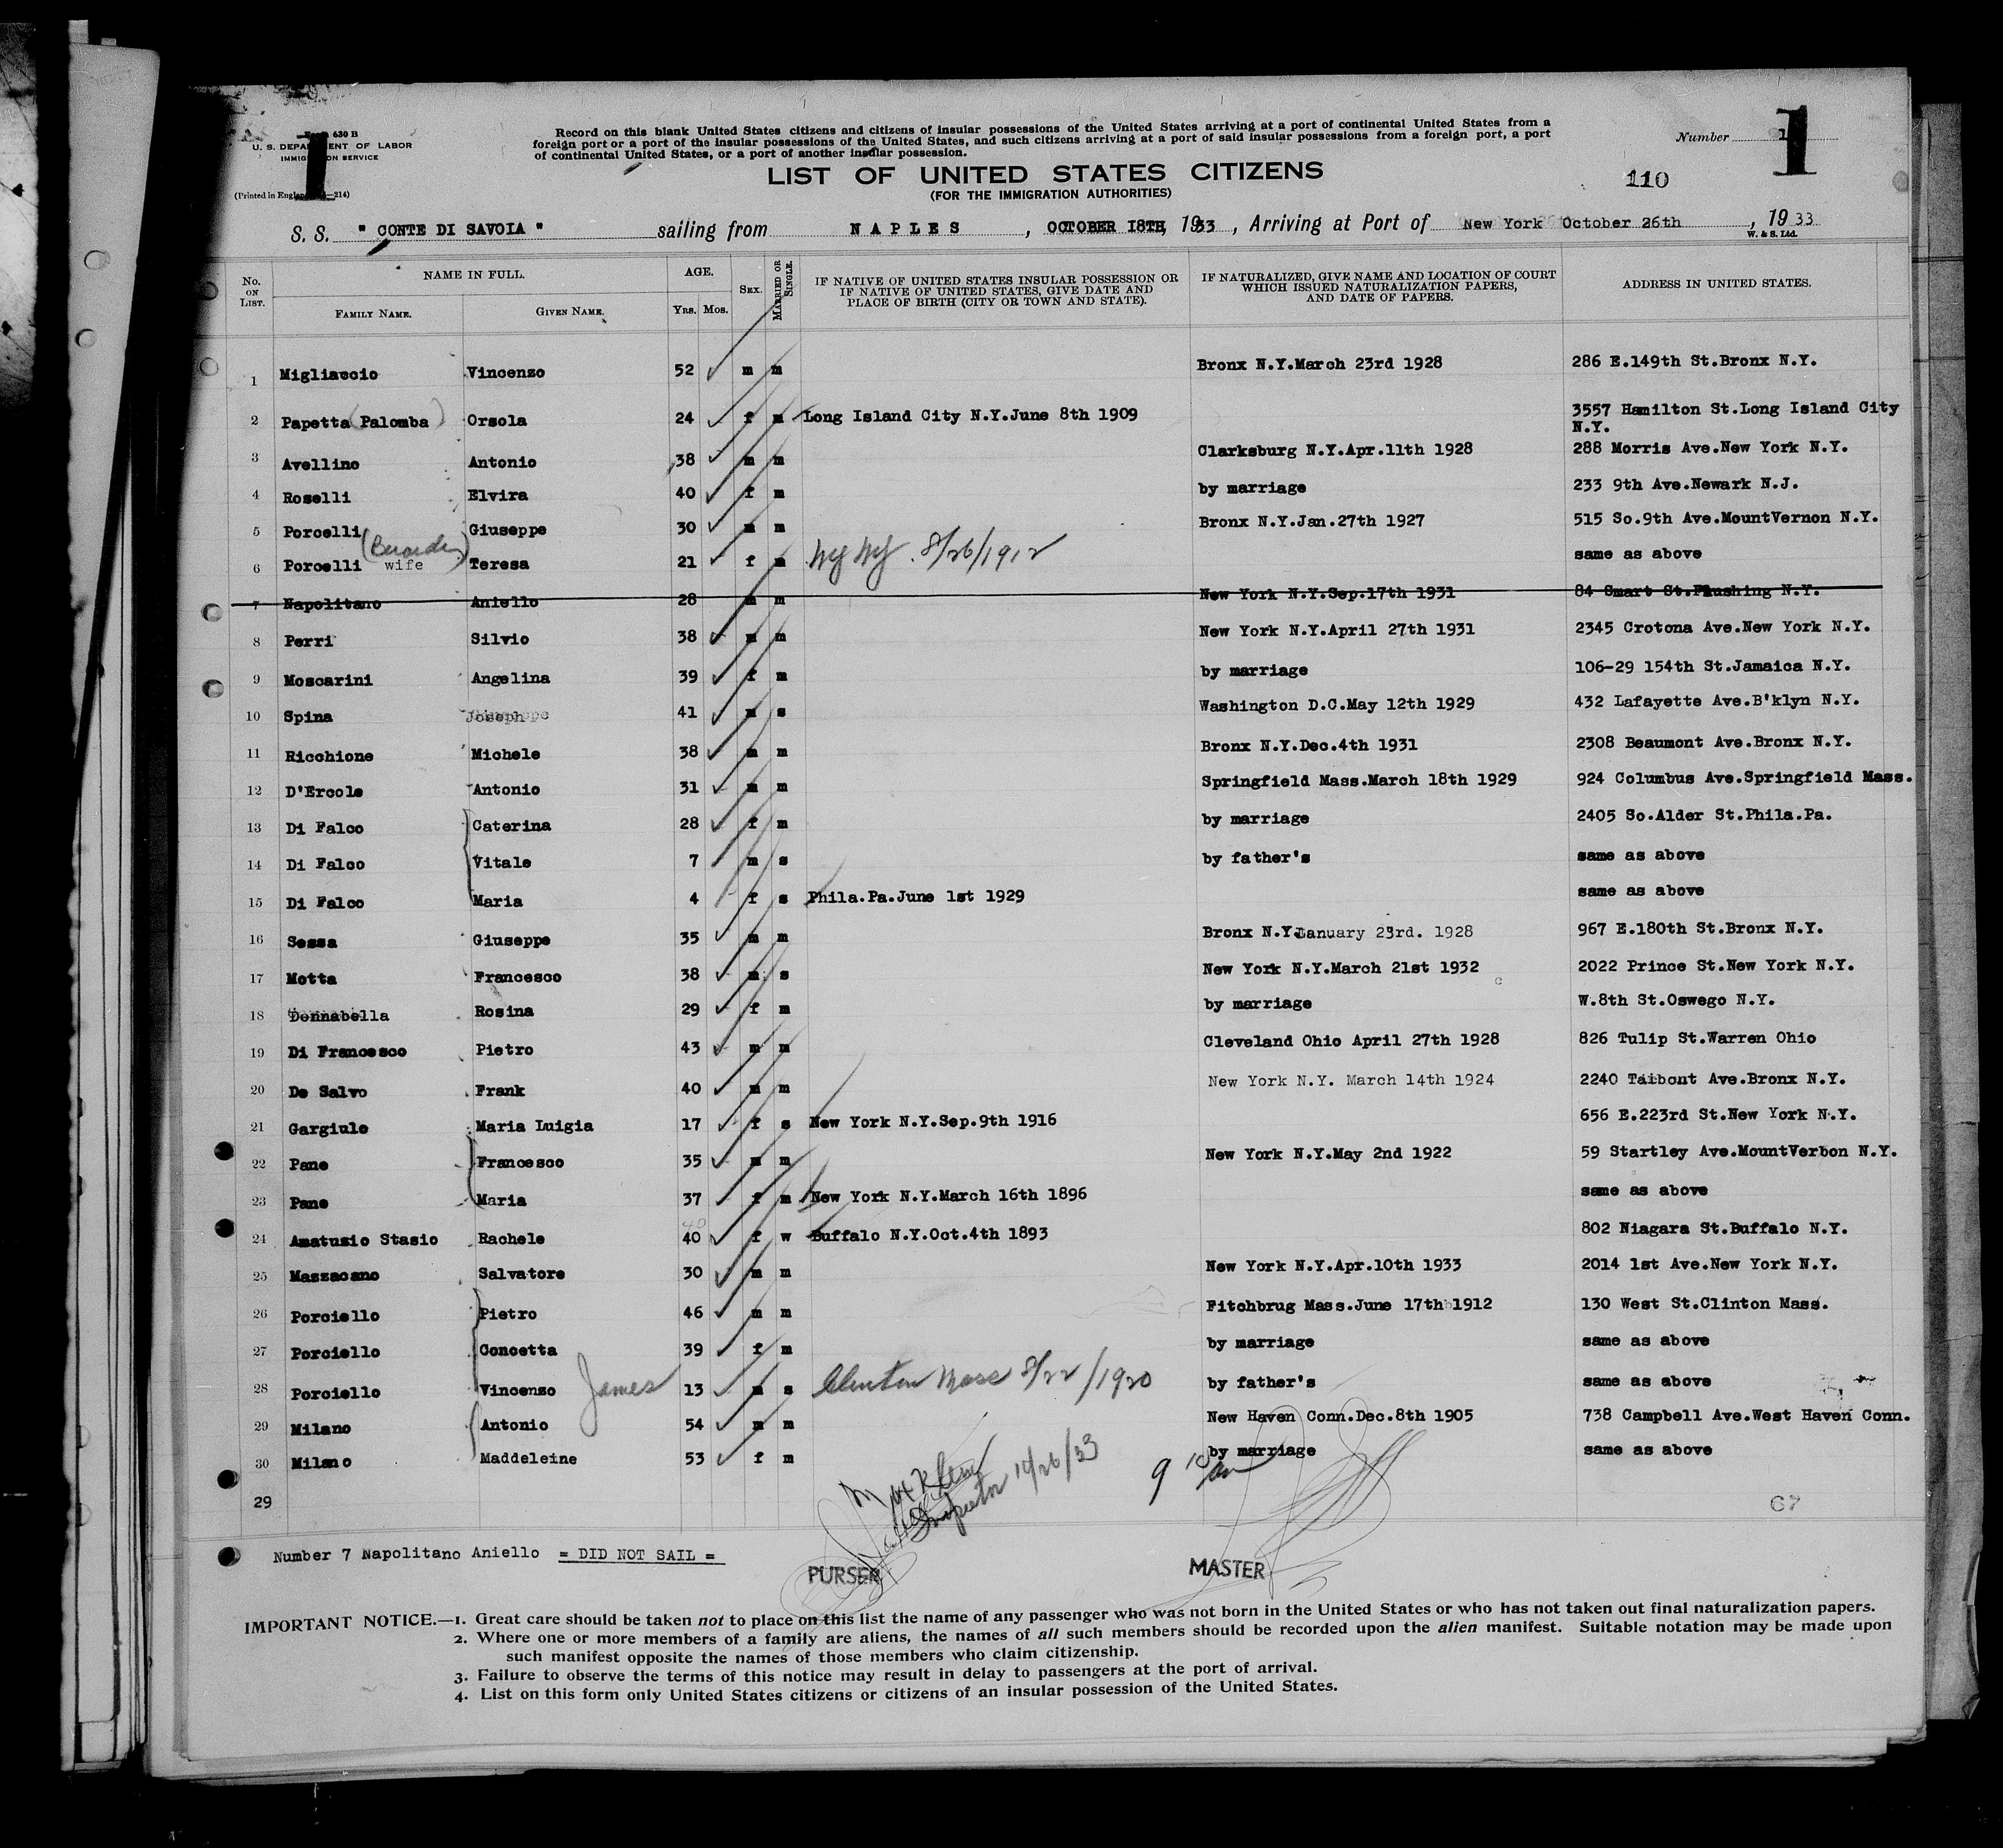 1
Form 630 B
U. S. DEPARTMENT OF LABOR
IMMIGRATION SERVICE
(Printed in England —214)
Record on this blank United States citizens and citizens of insular possessions of the United States arriving at a port of continental United States from a
foreign port or a port of the insular possessions of the United States, and such citizens arriving at a port of said insular possessions from a foreign port, a port
of continental United States, or a port of another insular possession.
LIST OF UNITED STATES CITIZENS
(FOR THE IMMIGRATION AUTHORITIES)
Number 1
1
110
S. S. " CONTE DI SAVOIA " sailing from NAPLES , OCTOBER 18TH, 1933 , Arriving at Port of New York October 26th , 1933
W. & S. Ltd.
No. ON LIST. NAME IN FULL. FAMILY NAME. GIVEN NAME. AGE. YRS. MOS. SEX. MARRIED OR SINGLE. IF NATIVE OF UNITED STATES INSULAR POSSESSION OR IF NATIVE OF UNITED STATES, GIVE DATE AND PLACE OF BIRTH (CITY OR TOWN AND STATE). IF NATURALIZED, GIVE NAME AND LOCATION OF COURT WHICH ISSUED NATURALIZATION PAPERS, AND DATE OF PAPERS. ADDRESS IN UNITED STATES.
1 Migliaccio Vincenzo 52 m m Bronx N.Y.March 23rd 1928 286 E.149th St.Bronx N.Y.
2 Papetta (Palomba) Orsola 24 f m Long Island City N.Y.June 8th 1909 3557 Hamilton St.Long Island City N.Y.
3 Avellino Antonio 38 m m Clarksburg N.Y.Apr.11th 1928 288 Morris Ave.New York N.Y.
4 Roselli Elvira 40 f m by marriage 233 9th Ave.Newark N.J.
5 Porcelli Giuseppe 30 m m Bronx N.Y.Jan.27th 1927 515 So.9th Ave.MountVernon N.Y.
6 Porcelli wife Teresa 21 f m NY NY. 8/26/1912 same as above
7 Napolitano Aniello 28 m m New York N.Y.Sep.17th 1931 84 Smart St.Flushing N.Y.
8 Perri Silvio 38 m m New York N.Y.April 27th 1931 2345 Crotona Ave.New York N.Y.
9 Moscarini Angelina 39 f m by marriage 106-29 154th St.Jamaica N.Y.
10 Spina Joseph 41 m s Washington D.C.May 12th 1929 432 Lafayette Ave.B'klyn N.Y.
11 Ricchione Michele 38 m m Bronx N.Y.Dec.4th 1931 2308 Beaumont Ave.Bronx N.Y.
12 D'Ercole Antonio 31 m m Springfield Mass.March 18th 1929 924 Columbus Ave.Springfield Mass.
13 Di Falco Caterina 28 f m by marriage 2405 So.Alder St.Phila.Pa.
14 Di Falco Vitale 7 m s by father's same as above
15 Di Falco Maria 4 f s Phila.Pa.June 1st 1929 same as above
16 Sessa Giuseppe 35 m m Bronx N.Y.January 23rd. 1928 967 E.180th St.Bronx N.Y.
17 Motta Francesco 38 m s New York N.Y.March 21st 1932 2022 Prince St.New York N.Y.
18 Donnabella Rosina 29 f m by marriage W.8th St.Oswego N.Y.
19 Di Francesco Pietro 43 m m Cleveland Ohio April 27th 1928 826 Tulip St.Warren Ohio
20 De Salvo Frank 40 m m New York N.Y. March 14th 1924 2240 Taibont Ave.Bronx N.Y.
21 Gargiulo Maria Luigia 17 f s New York N.Y.Sep.9th 1916 656 E.223rd St.New York N.Y.
22 Pane Francesco 35 m m New York N.Y.May 2nd 1922 59 Startley Ave.MountVerbon N.Y.
23 Pane Maria 37 f m New York N.Y.March 16th 1896 same as above
24 Amatuzio Stasio Rachele 40 f w Buffalo N.Y.Oct.4th 1893 802 Niagara St.Buffalo N.Y.
25 Mazzacano Salvatore 30 m m New York N.Y.Apr.10th 1933 2014 1st Ave.New York N.Y.
26 Porciello Pietro 46 m m Fitchbrug Mass.June 17th 1912 130 West St.Clinton Mass.
27 Porciello Concetta 39 f m by marriage same as above
28 Porciello Vincenzo James 13 m s Clinton Mass 8/22/1920 by father's same as above
29 Milano Antonio 54 m m New Haven Conn.Dec.8th 1905 738 Campbell Ave.West Haven Conn.
30 Milano Maddeleine 53 f m by marriage same as above
29
Inspector 10/26/33
67
Number 7 Napolitano Aniello = DID NOT SAIL =
PURSER
MASTER
IMPORTANT NOTICE.—1. Great care should be taken not to place on this list the name of any passenger who was not born in the United States or who has not taken out final naturalization papers.
2. Where one or more members of a family are aliens, the names of all such members should be recorded upon the alien manifest. Suitable notation may be made upon
such manifest opposite the names of those members who claim citizenship.
3. Failure to observe the terms of this notice may result in delay to passengers at the port of arrival.
4. List on this form only United States citizens or citizens of an insular possession of the United States.